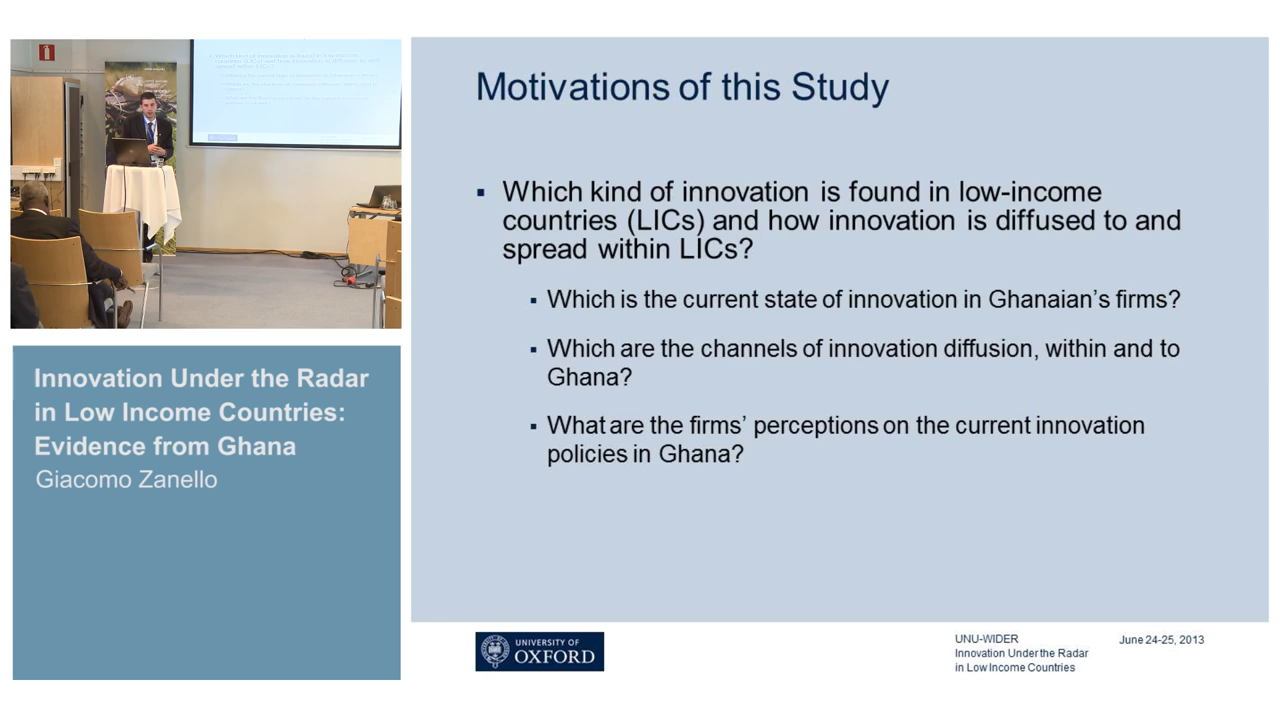 Innovation Under the Radar
in Low Income Countries:
Evidence from Ghana
Giacomo Zanello
Motivations of this Study
▪ Which kind of innovation is found in low-income
countries (LICs) and how innovation is diffused to and
spread within LICs?
▪ Which is the current state of innovation in Ghanaian's firms?
▪ Which are the channels of innovation diffusion, within and to
Ghana?
▪ What are the firms' perceptions on the current innovation
policies in Ghana?
UNIVERSITY OF
OXFORD
UNU-WIDER
Innovation Under the Radar
in Low Income Countries
June 24-25, 2013